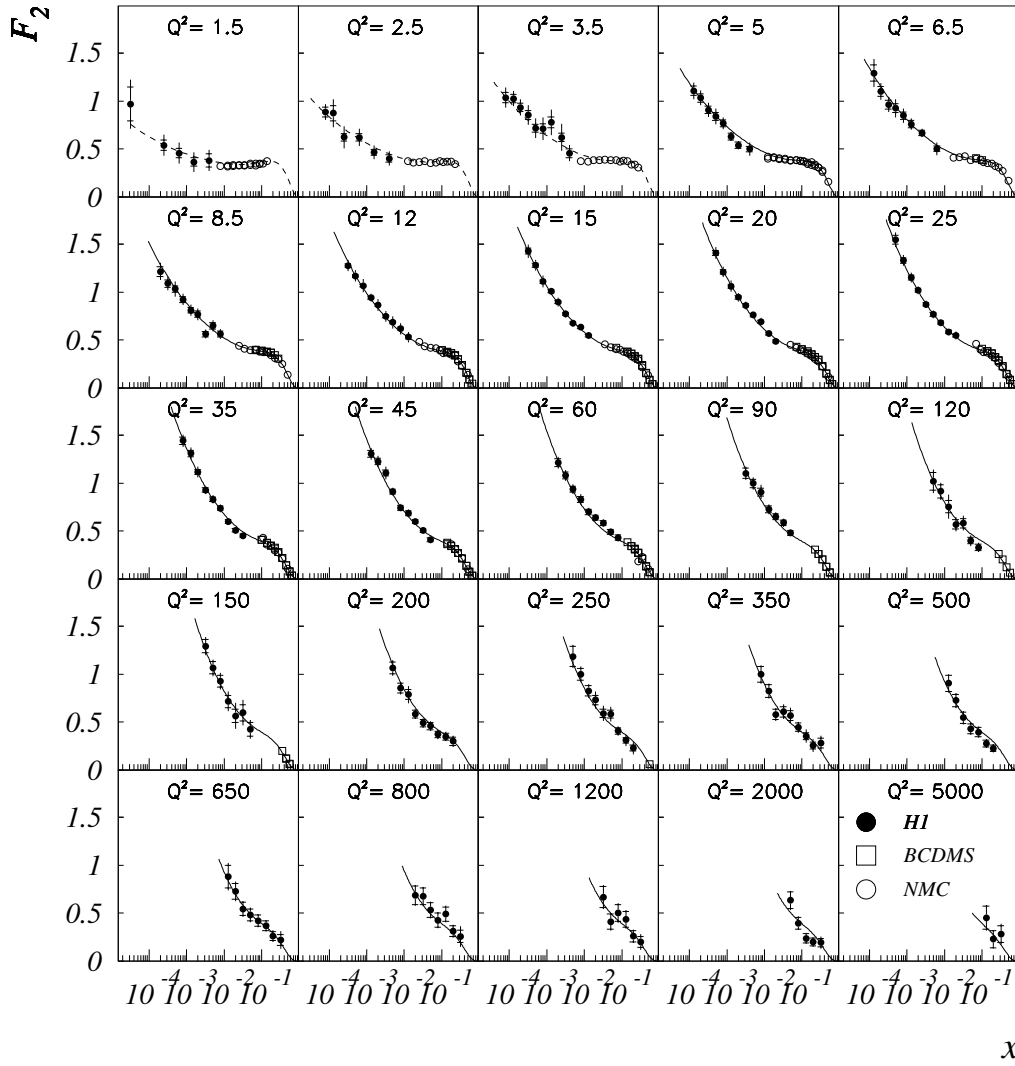 F₂
Q²= 1.5 Q²= 2.5 Q²= 3.5 Q²= 5 Q²= 6.5
1.5
1
0.5
0
Q²= 8.5 Q²= 12 Q²= 15 Q²= 20 Q²= 25
1.5
1
0.5
0
Q²= 35 Q²= 45 Q²= 60 Q²= 90 Q²= 120
1.5
1
0.5
0
Q²= 150 Q²= 200 Q²= 250 Q²= 350 Q²= 500
1.5
1
0.5
0
Q²= 650 Q²= 800 Q²= 1200 Q²= 2000 Q²= 5000
1.5
1
0.5
0
H1
BCDMS
NMC
10⁻⁴ 10⁻³ 10⁻² 10⁻¹ 10⁻⁴ 10⁻³ 10⁻² 10⁻¹ 10⁻⁴ 10⁻³ 10⁻² 10⁻¹ 10⁻⁴ 10⁻³ 10⁻² 10⁻¹ 10⁻⁴ 10⁻³ 10⁻² 10⁻¹
x